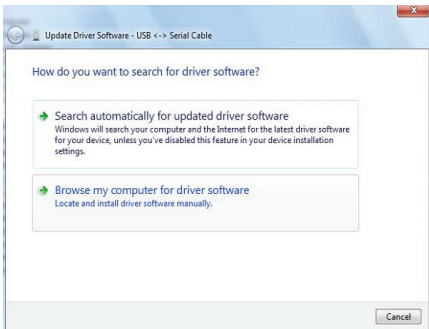 Update Driver Software - USB <-> Serial Cable
How do you want to search for driver software?
Search automatically for updated driver software
Windows will search your computer and the Internet for the latest driver software
for your device, unless you've disabled this feature in your device installation
settings.
Browse my computer for driver software
Locate and install driver software manually.
Cancel